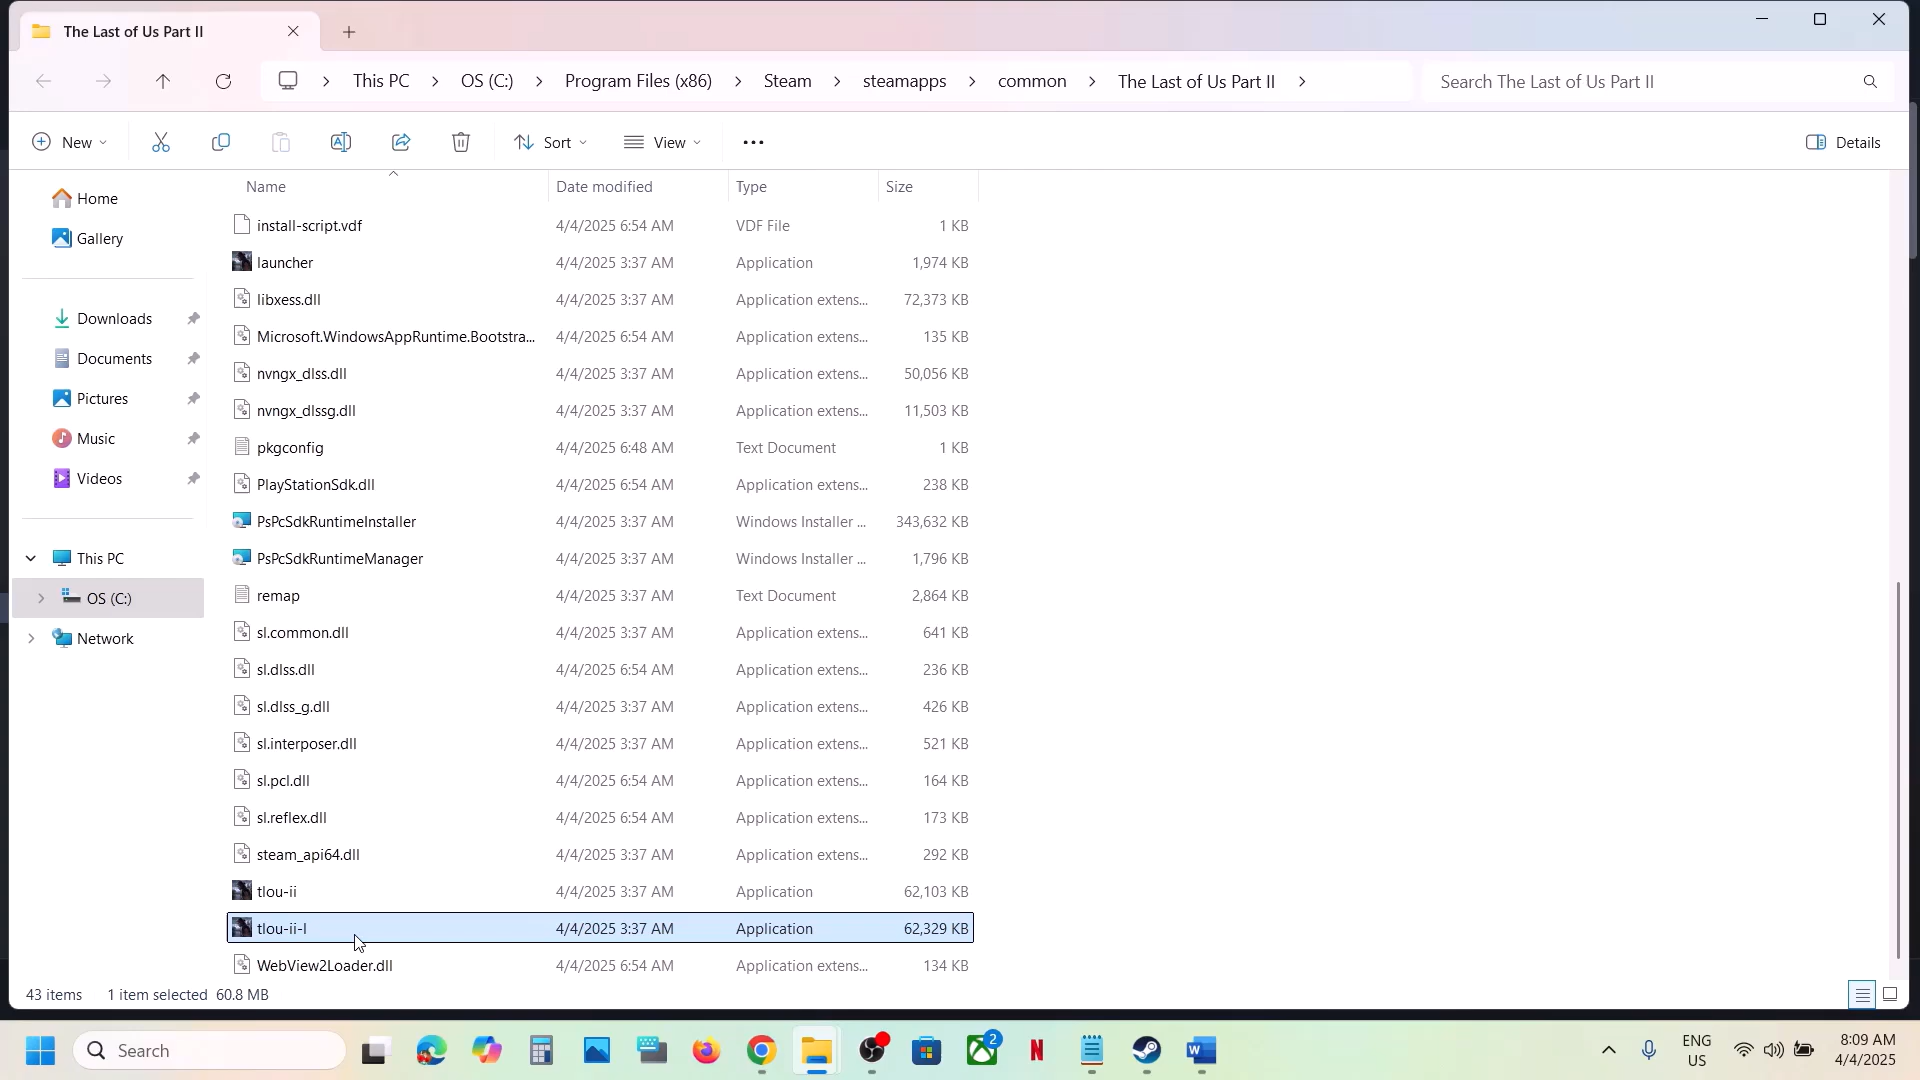 The Last of Us Part II
This PC > OS (C:) > Program Files (x86) > Steam > steamapps > common > The Last of Us Part II >
Search The Last of Us Part II
New
Sort
View
Details
Name Date modified Type Size
Home
Gallery
Downloads
Documents
Pictures
Music
Videos
This PC
OS (C:)
Network
install-script.vdf 4/4/2025 6:54 AM VDF File 1 KB
launcher 4/4/2025 3:37 AM Application 1,974 KB
libxess.dll 4/4/2025 3:37 AM Application extens... 72,373 KB
Microsoft.WindowsAppRuntime.Bootstra... 4/4/2025 6:54 AM Application extens... 135 KB
nvngx_dlss.dll 4/4/2025 3:37 AM Application extens... 50,056 KB
nvngx_dlssg.dll 4/4/2025 3:37 AM Application extens... 11,503 KB
pkgconfig 4/4/2025 6:48 AM Text Document 1 KB
PlayStationSdk.dll 4/4/2025 6:54 AM Application extens... 238 KB
PsPcSdkRuntimeInstaller 4/4/2025 3:37 AM Windows Installer ... 343,632 KB
PsPcSdkRuntimeManager 4/4/2025 3:37 AM Windows Installer ... 1,796 KB
remap 4/4/2025 3:37 AM Text Document 2,864 KB
sl.common.dll 4/4/2025 3:37 AM Application extens... 641 KB
sl.dlss.dll 4/4/2025 6:54 AM Application extens... 236 KB
sl.dlss_g.dll 4/4/2025 3:37 AM Application extens... 426 KB
sl.interposer.dll 4/4/2025 3:37 AM Application extens... 521 KB
sl.pcl.dll 4/4/2025 6:54 AM Application extens... 164 KB
sl.reflex.dll 4/4/2025 6:54 AM Application extens... 173 KB
steam_api64.dll 4/4/2025 3:37 AM Application extens... 292 KB
tlou-ii 4/4/2025 3:37 AM Application 62,103 KB
tlou-ii-l 4/4/2025 3:37 AM Application 62,329 KB
WebView2Loader.dll 4/4/2025 6:54 AM Application extens... 134 KB
43 items 1 item selected 60.8 MB
Search
2
ENG
US
8:09 AM
4/4/2025